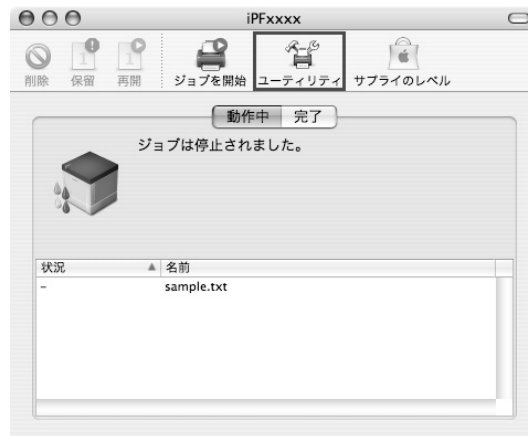 iPFxxxx
削除 保留 再開 ジョブを開始 ユーティリティ サプライのレベル
動作中 完了
ジョブは停止されました。
状況 名前
- sample.txt